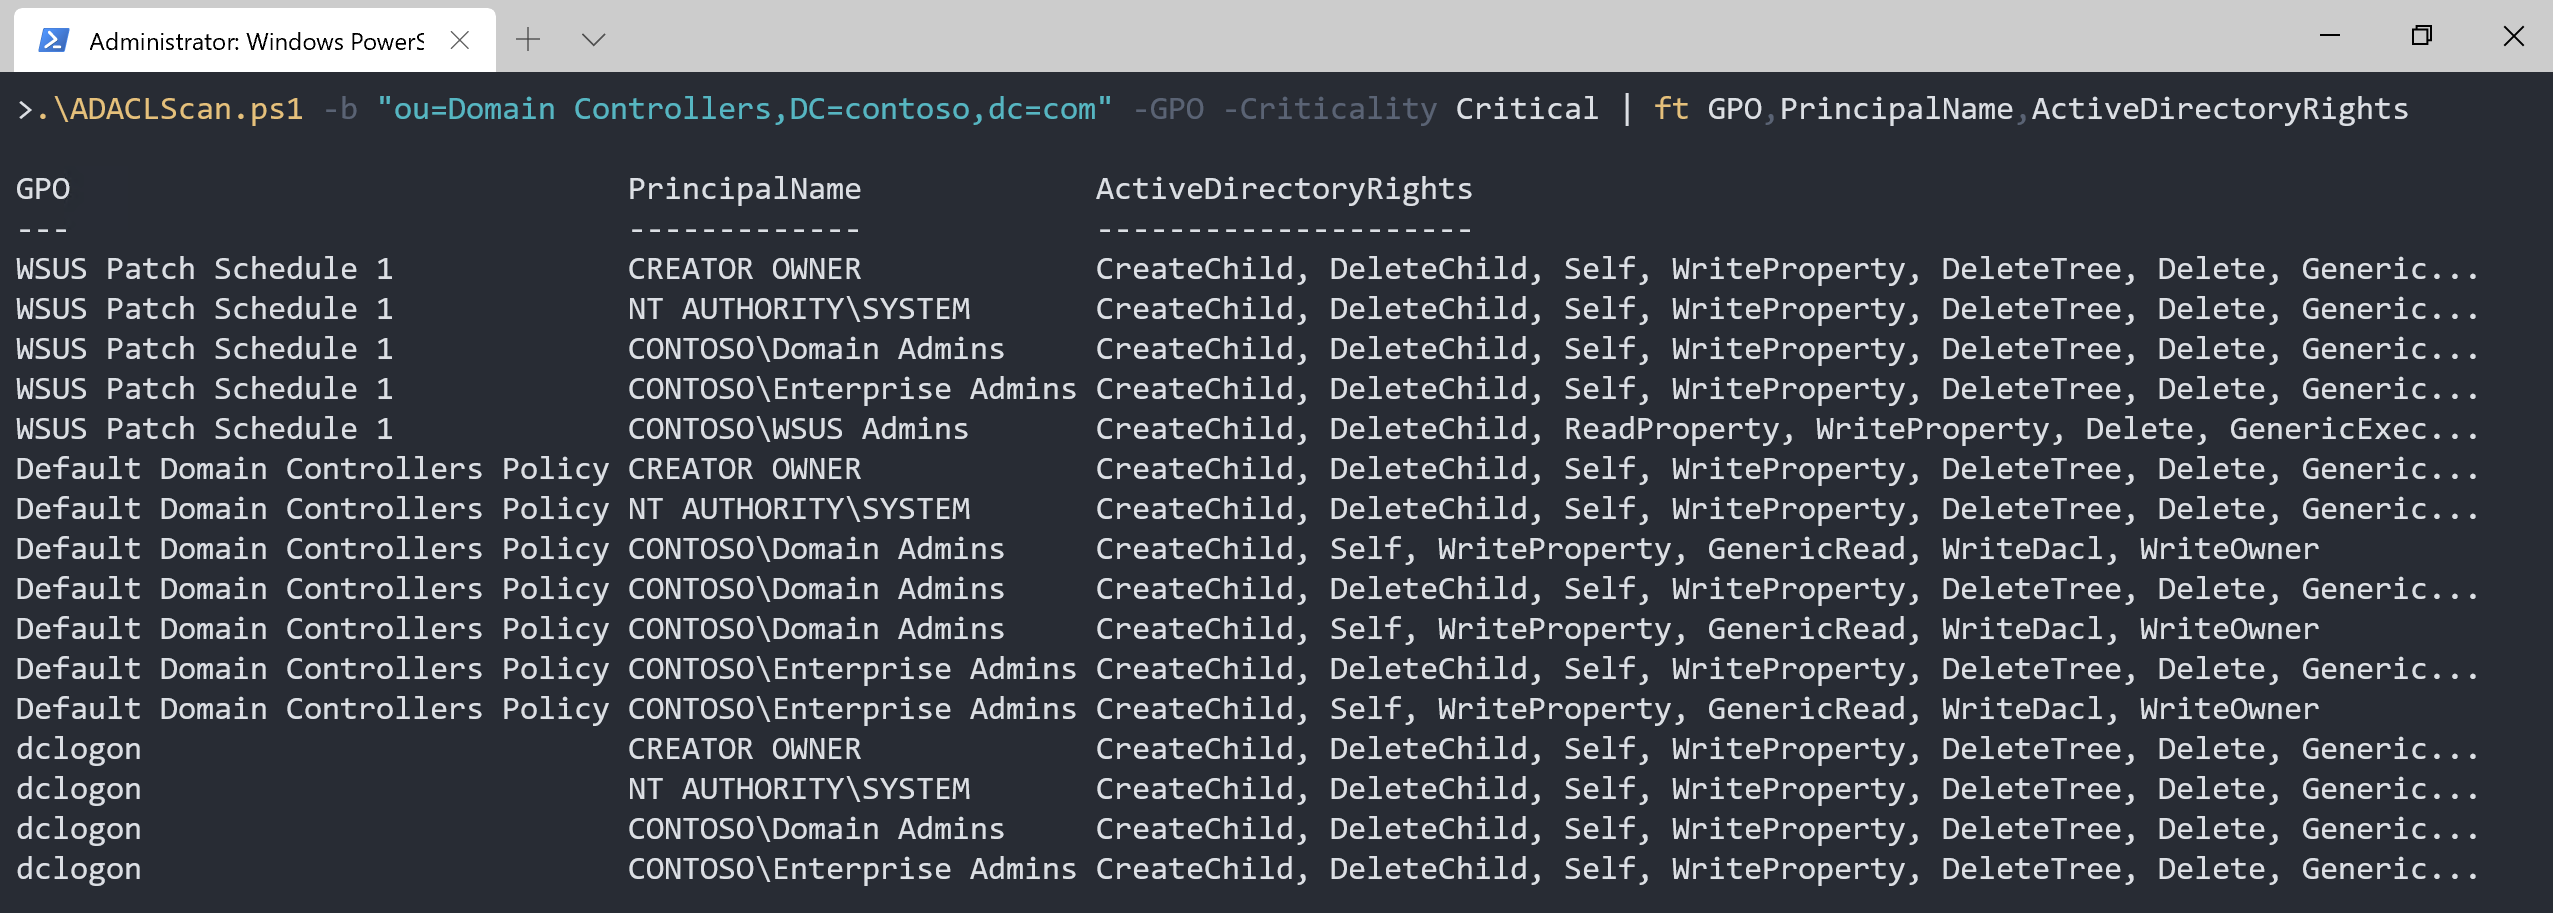 Administrator: Windows PowerS
>.\ADACLScan.ps1 -b "ou=Domain Controllers,DC=contoso,dc=com" -GPO -Criticality Critical | ft GPO,PrincipalName,ActiveDirectoryRights
GPO PrincipalName ActiveDirectoryRights
--- ------------- ---------------------
WSUS Patch Schedule 1 CREATOR OWNER CreateChild, DeleteChild, Self, WriteProperty, DeleteTree, Delete, Generic...
WSUS Patch Schedule 1 NT AUTHORITY\SYSTEM CreateChild, DeleteChild, Self, WriteProperty, DeleteTree, Delete, Generic...
WSUS Patch Schedule 1 CONTOSO\Domain Admins CreateChild, DeleteChild, Self, WriteProperty, DeleteTree, Delete, Generic...
WSUS Patch Schedule 1 CONTOSO\Enterprise Admins CreateChild, DeleteChild, Self, WriteProperty, DeleteTree, Delete, Generic...
WSUS Patch Schedule 1 CONTOSO\WSUS Admins CreateChild, DeleteChild, ReadProperty, WriteProperty, Delete, GenericExec...
Default Domain Controllers Policy CREATOR OWNER CreateChild, DeleteChild, Self, WriteProperty, DeleteTree, Delete, Generic...
Default Domain Controllers Policy NT AUTHORITY\SYSTEM CreateChild, DeleteChild, Self, WriteProperty, DeleteTree, Delete, Generic...
Default Domain Controllers Policy CONTOSO\Domain Admins CreateChild, Self, WriteProperty, GenericRead, WriteDacl, WriteOwner
Default Domain Controllers Policy CONTOSO\Domain Admins CreateChild, DeleteChild, Self, WriteProperty, DeleteTree, Delete, Generic...
Default Domain Controllers Policy CONTOSO\Domain Admins CreateChild, Self, WriteProperty, GenericRead, WriteDacl, WriteOwner
Default Domain Controllers Policy CONTOSO\Enterprise Admins CreateChild, DeleteChild, Self, WriteProperty, DeleteTree, Delete, Generic...
Default Domain Controllers Policy CONTOSO\Enterprise Admins CreateChild, Self, WriteProperty, GenericRead, WriteDacl, WriteOwner
dclogon CREATOR OWNER CreateChild, DeleteChild, Self, WriteProperty, DeleteTree, Delete, Generic...
dclogon NT AUTHORITY\SYSTEM CreateChild, DeleteChild, Self, WriteProperty, DeleteTree, Delete, Generic...
dclogon CONTOSO\Domain Admins CreateChild, DeleteChild, Self, WriteProperty, DeleteTree, Delete, Generic...
dclogon CONTOSO\Enterprise Admins CreateChild, DeleteChild, Self, WriteProperty, DeleteTree, Delete, Generic...